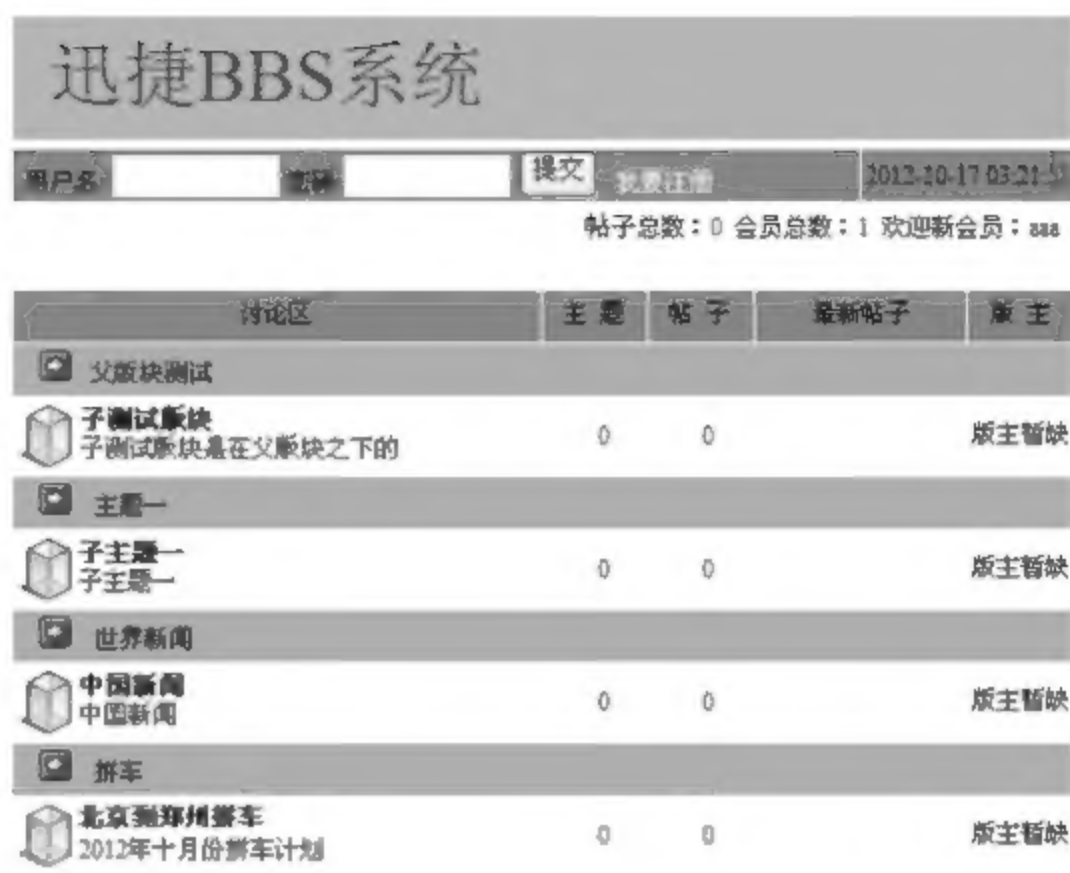 迅捷BBS系统
用户名 提交 我要注册 2012-10-17 03:21:5
帖子总数：0 会员总数：1 欢迎新会员：aaa
讨论区 主 题 帖 子 最新帖子 版 主
父版块测试
子测试版块
子测试版块是在父版块之下的 0 0 版主暂缺
主题一
子主题一
子主题一 0 0 版主暂缺
世界新闻
中国新闻
中国新闻 0 0 版主暂缺
拼车
北京到郑州拼车
2012年十月份拼车计划 0 0 版主暂缺